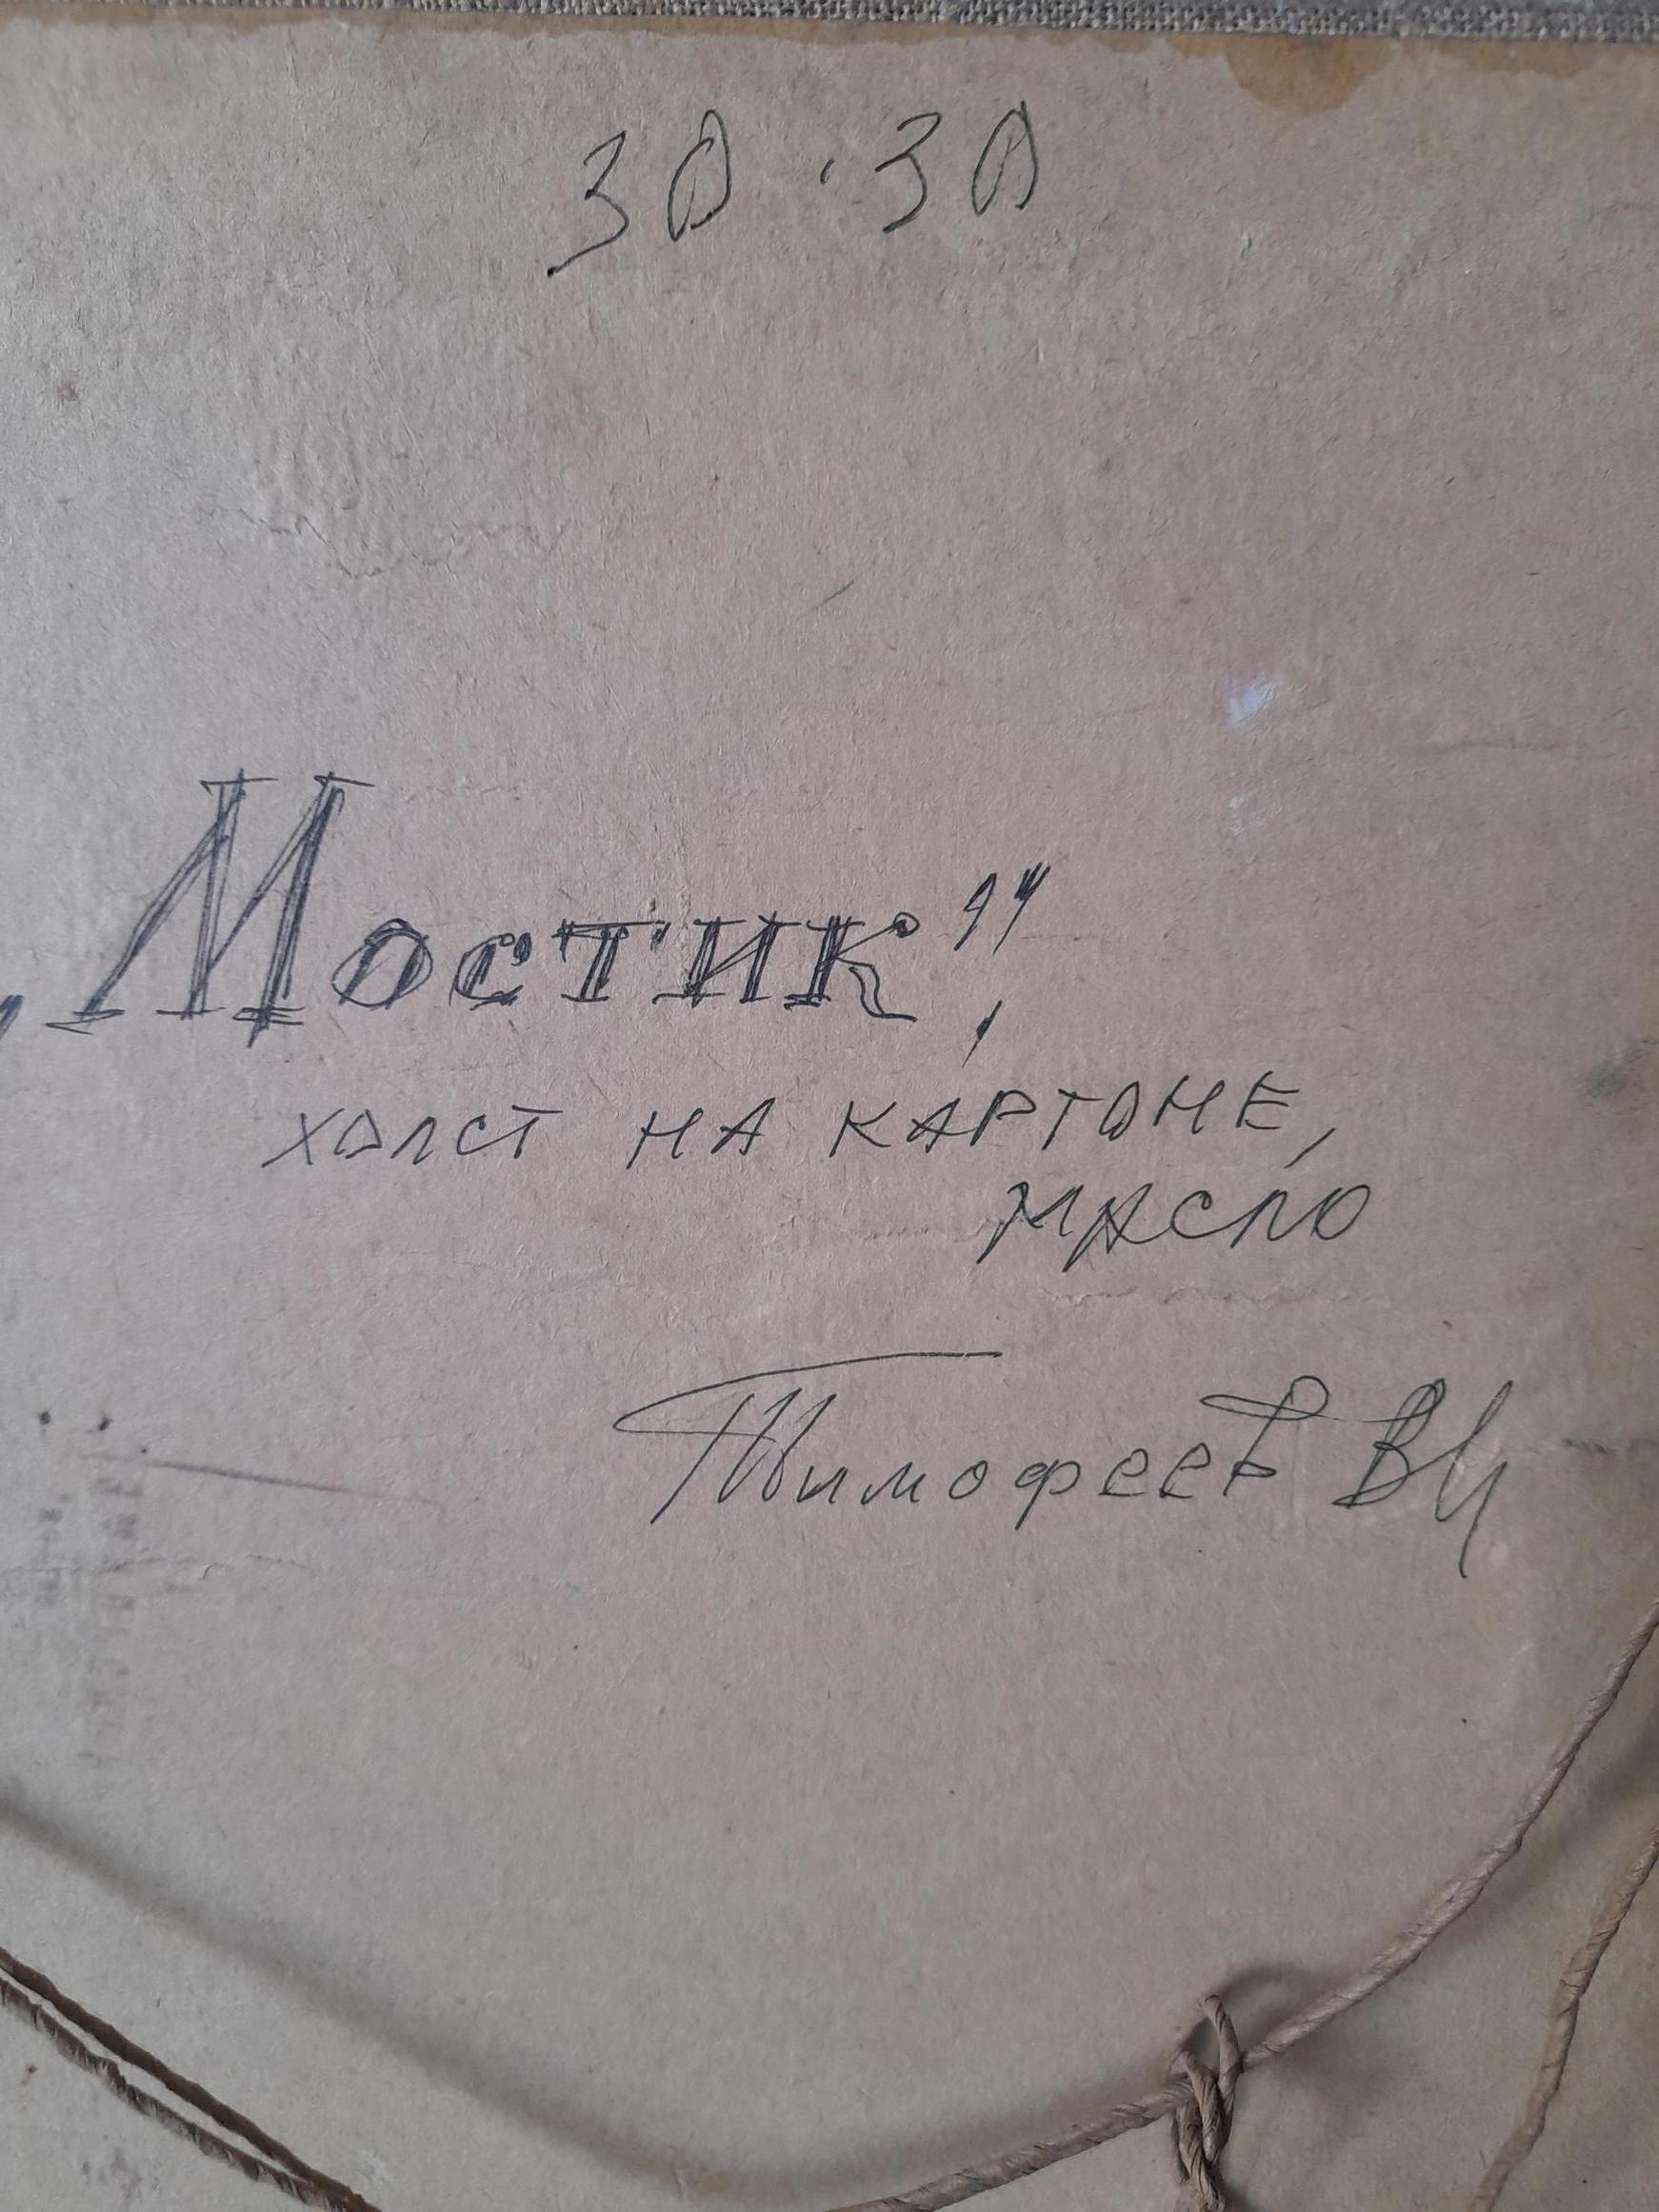 30·30
„Мостик",
холст на картоне,
масло
Тимофеев ВИ